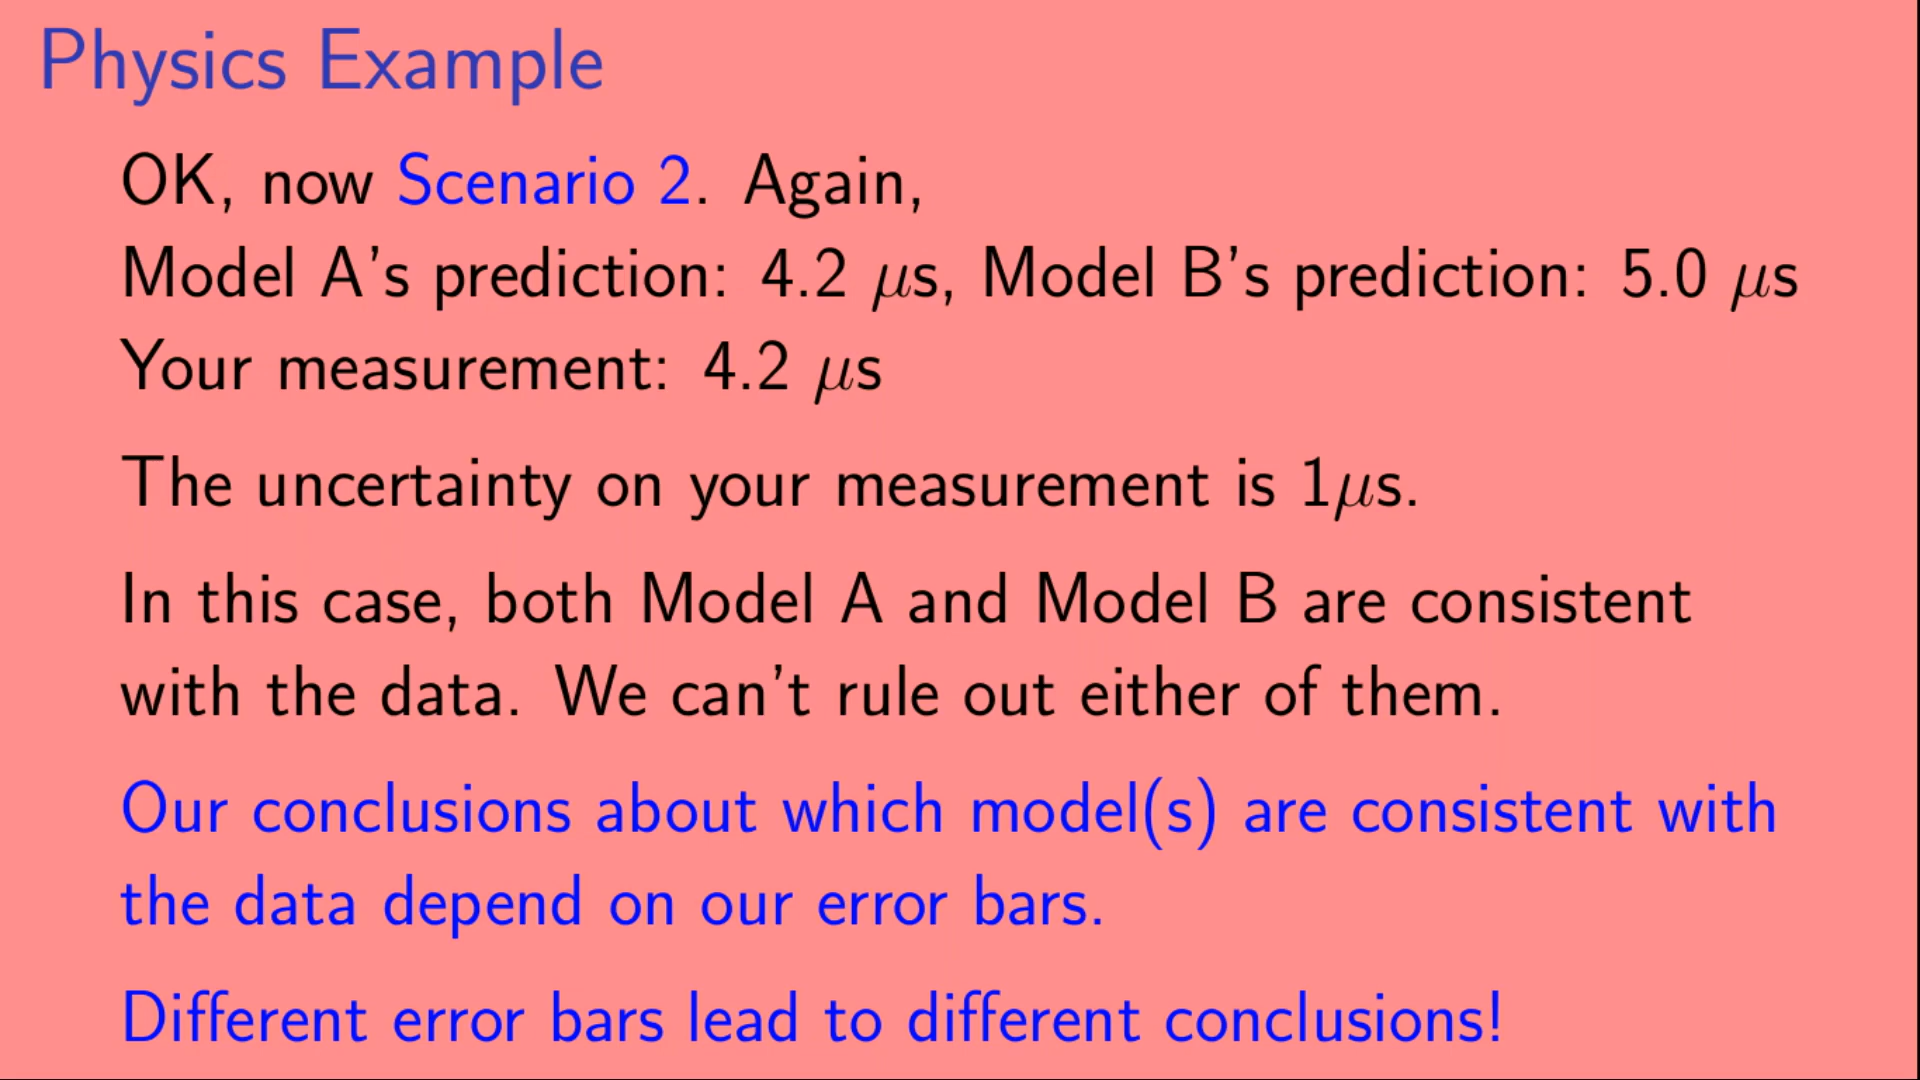 Physics Example
OK, now Scenario 2. Again,
Model A's prediction: 4.2 μs, Model B's prediction: 5.0 μs
Your measurement: 4.2 μs
The uncertainty on your measurement is 1μs.
In this case, both Model A and Model B are consistent
with the data. We can't rule out either of them.
Our conclusions about which model(s) are consistent with
the data depend on our error bars.
Different error bars lead to different conclusions!